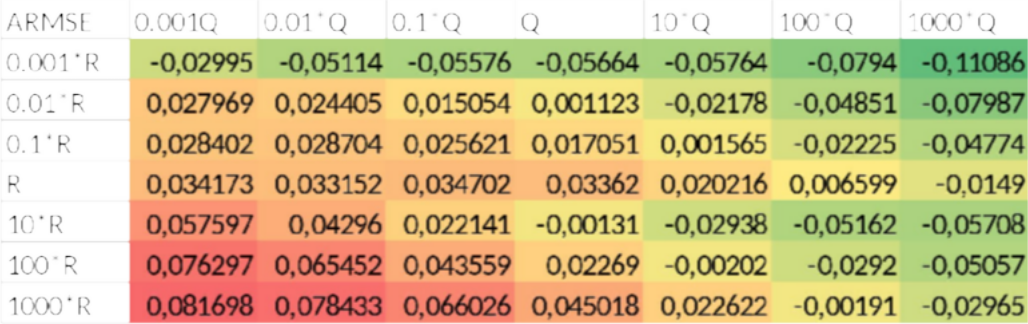 ARMSE 0.001Q 0.01*Q 0.1*Q Q 10*Q 100*Q 1000*Q
0.001*R -0,02995 -0,05114 -0,05576 -0,05664 -0,05764 -0,0794 -0,11086
0.01*R 0,027969 0,024405 0,015054 0,001123 -0,02178 -0,04851 -0,07987
0.1*R 0,028402 0,028704 0,025621 0,017051 0,001565 -0,02225 -0,04774
R 0,034173 0,033152 0,034702 0,03362 0,020216 0,006599 -0,0149
10*R 0,057597 0,04296 0,022141 -0,00131 -0,02938 -0,05162 -0,05708
100*R 0,076297 0,065452 0,043559 0,02269 -0,00202 -0,0292 -0,05057
1000*R 0,081698 0,078433 0,066026 0,045018 0,022622 -0,00191 -0,02965